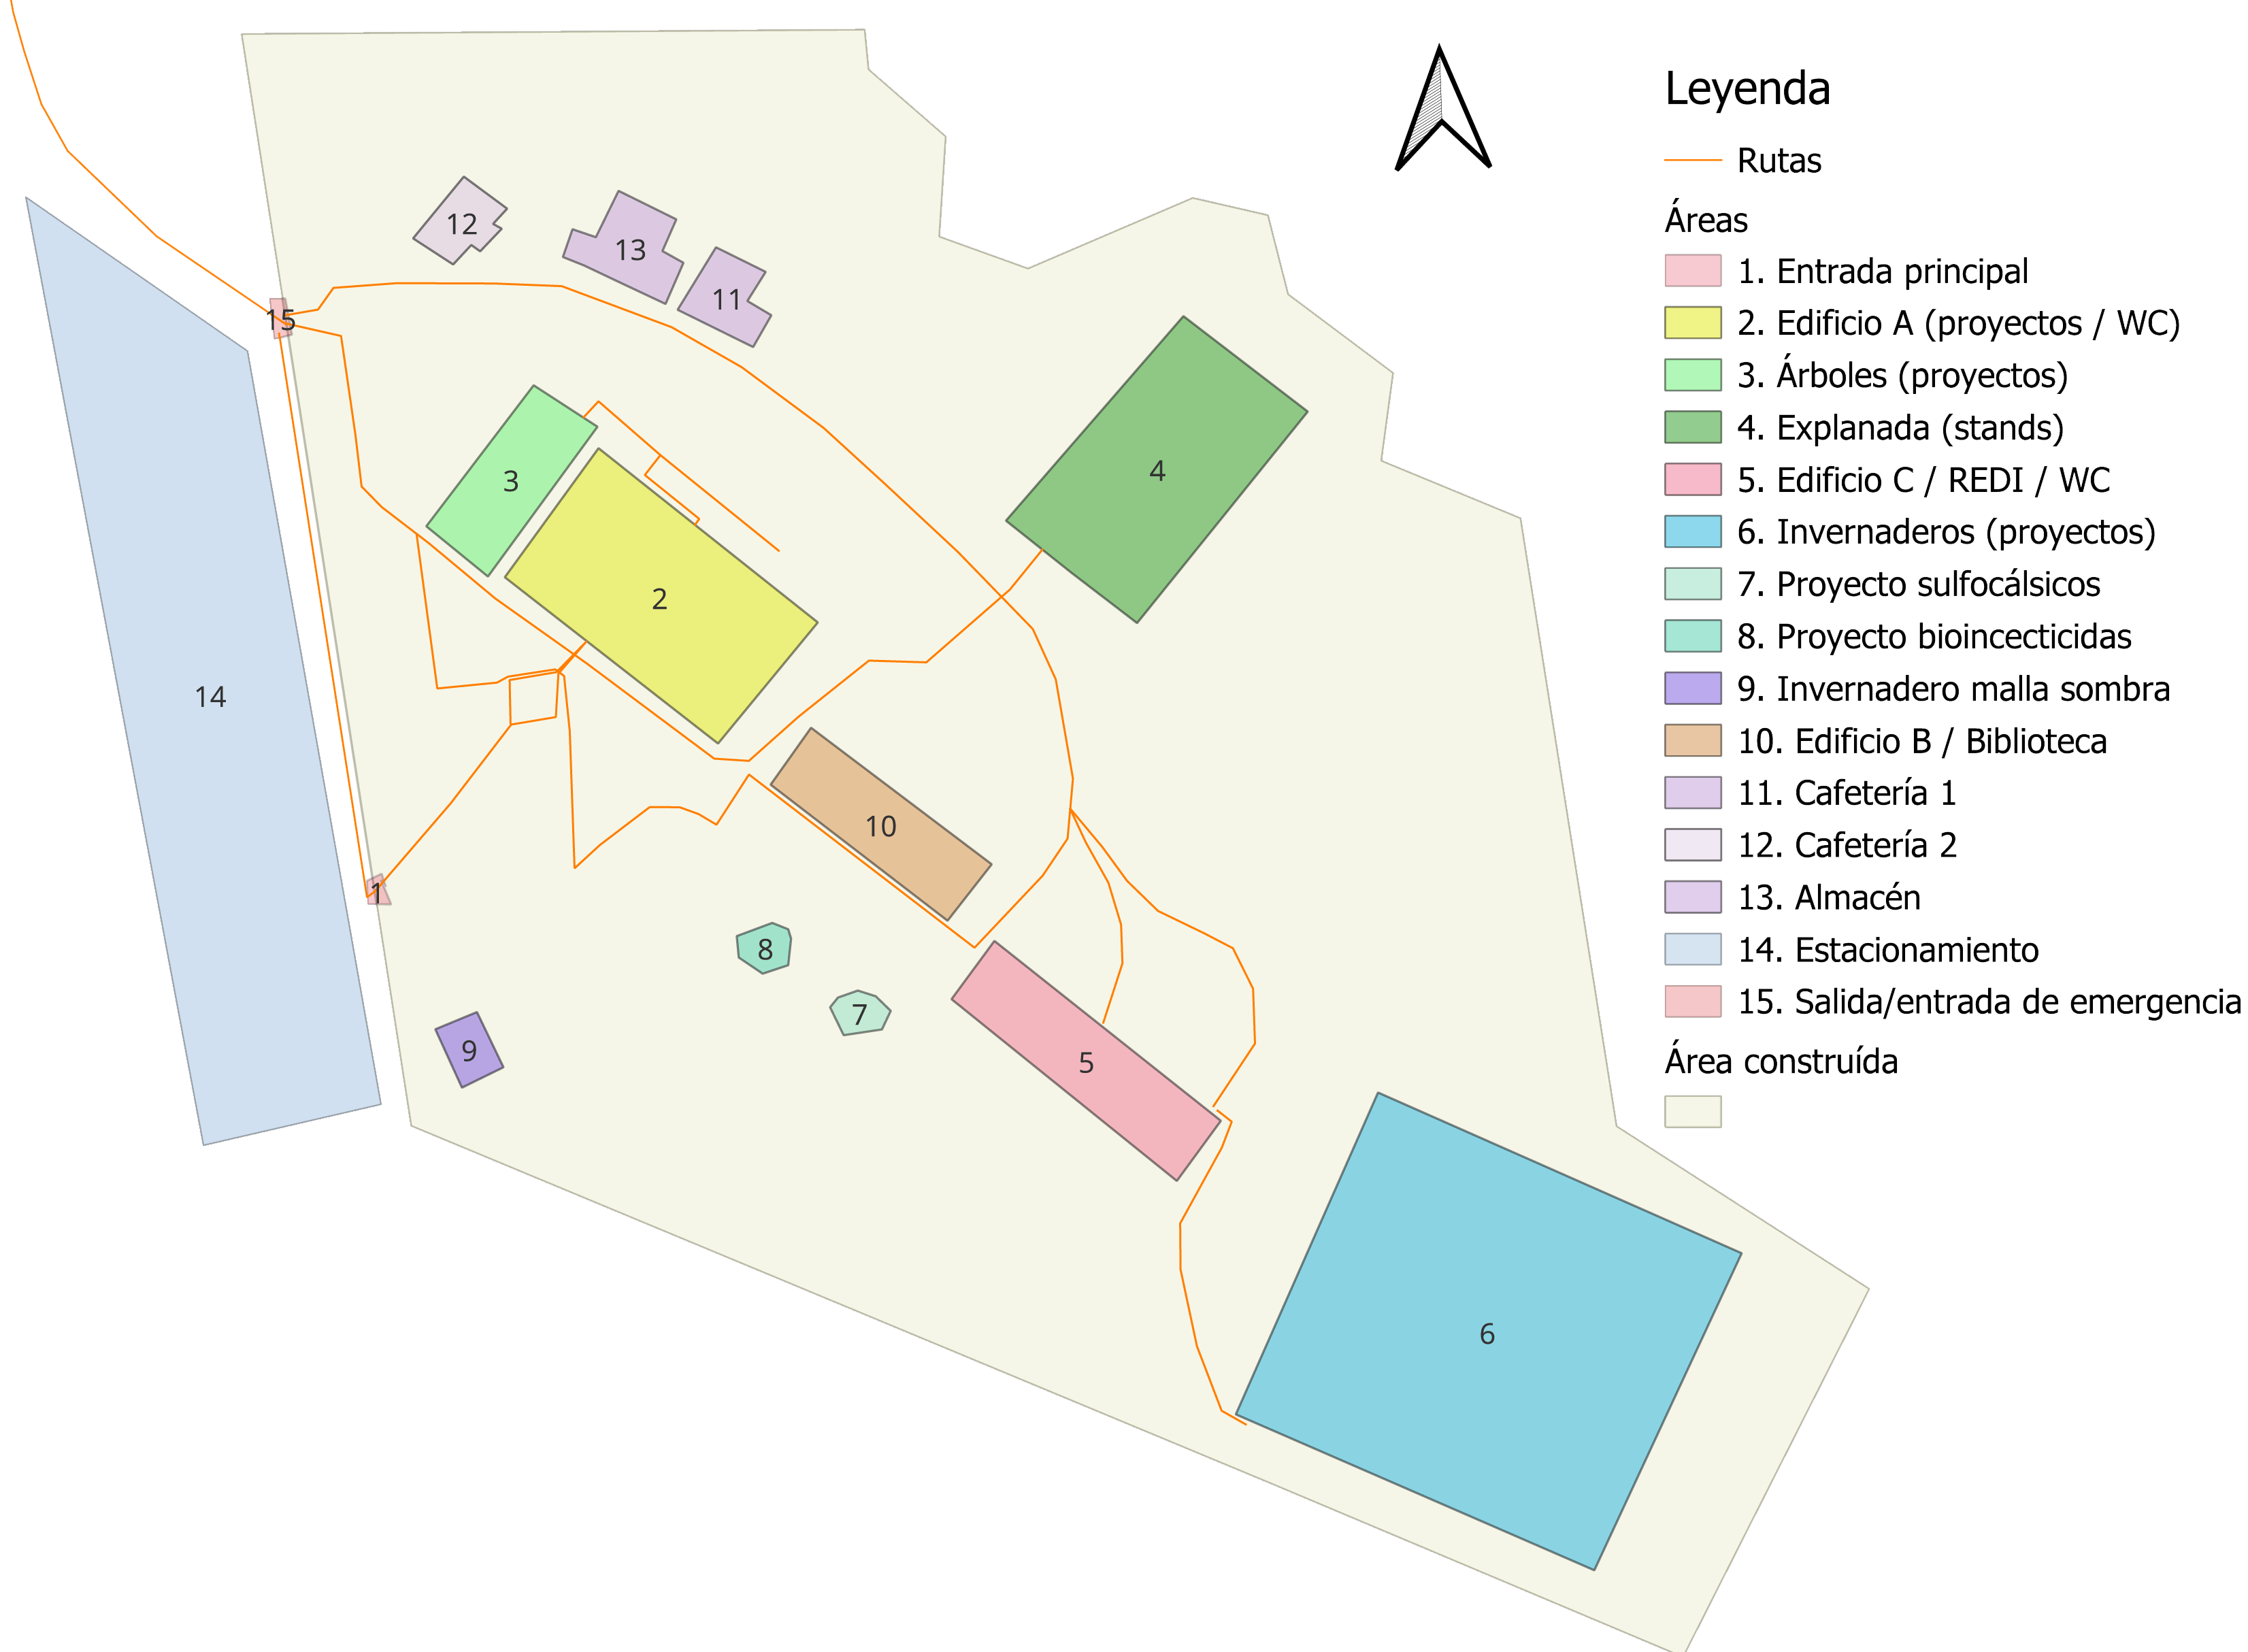 Leyenda
Rutas
Áreas
1. Entrada principal
2. Edificio A (proyectos / WC)
3. Árboles (proyectos)
4. Explanada (stands)
5. Edificio C / REDI / WC
6. Invernaderos (proyectos)
7. Proyecto sulfocálsicos
8. Proyecto bioincecticidas
9. Invernadero malla sombra
10. Edificio B / Biblioteca
11. Cafetería 1
12. Cafetería 2
13. Almacén
14. Estacionamiento
15. Salida/entrada de emergencia
Área construída
12
13
11
15
3
4
2
14
10
1
8
7
9
5
6